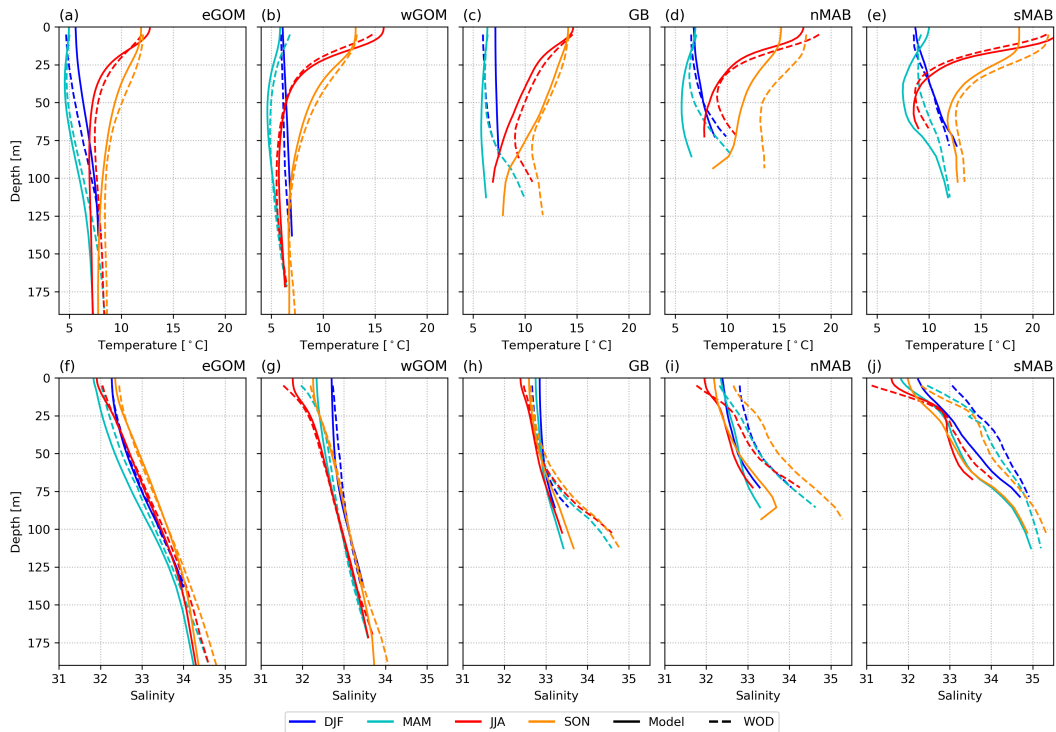 (a) eGOM (b) wGOM (c) GB (d) nMAB (e) sMAB
0
25
50
75
100
125
150
175
Depth [m]
5 10 15 20 5 10 15 20 5 10 15 20 5 10 15 20 5 10 15 20
Temperature [°C] Temperature [°C] Temperature [°C] Temperature [°C] Temperature [°C]
(f) eGOM (g) wGOM (h) GB (i) nMAB (j) sMAB
0
25
50
75
100
125
150
175
Depth [m]
31 32 33 34 35 31 32 33 34 35 31 32 33 34 35 31 32 33 34 35 31 32 33 34 35
Salinity Salinity Salinity Salinity Salinity
DJF MAM JJA SON Model WOD